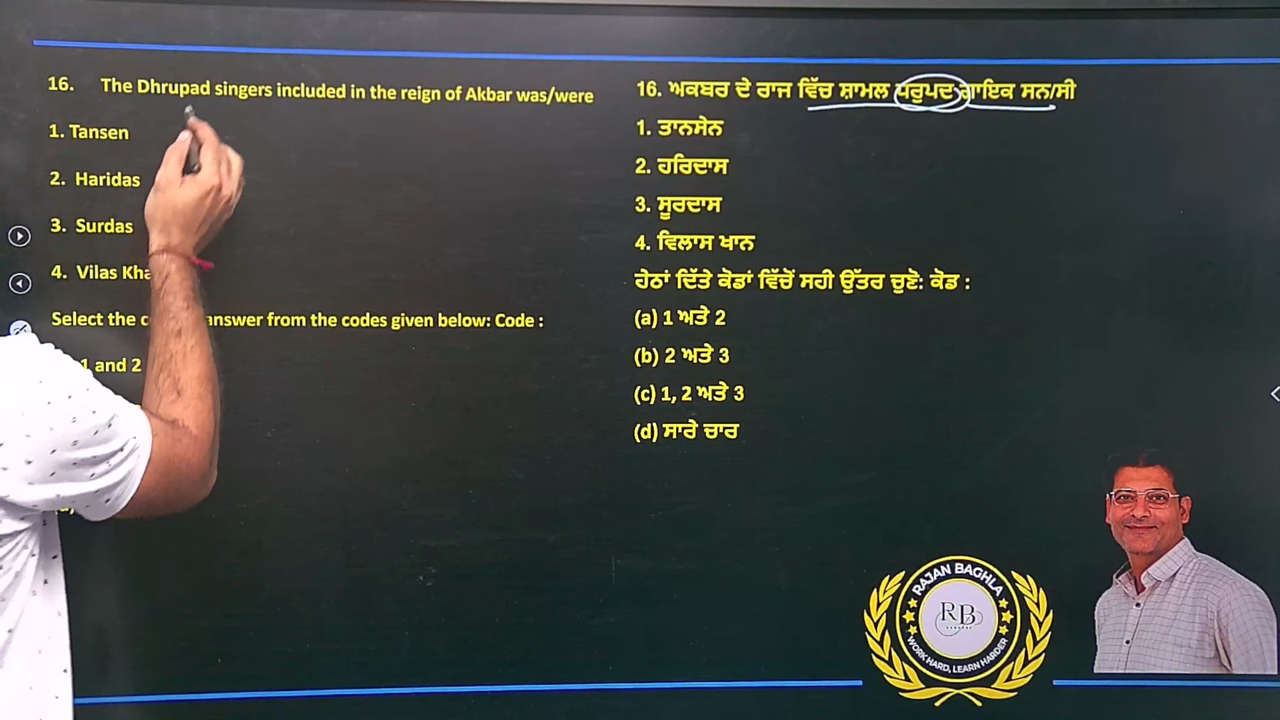 16. The Dhrupad singers included in the reign of Akbar was/were
1. Tansen
2. Haridas
3. Surdas
4. Vilas
Select the answer from the codes given below: Code :
1 and 2
16. ਅਕਬਰ ਦੇ ਰਾਜ ਵਿੱਚ ਸ਼ਾਮਲ ਧਰੁਪਦ ਗਾਇਕ ਸਨ/ਸੀ
1. ਤਾਨਸੇਨ
2. ਹਰਿਦਾਸ
3. ਸੂਰਦਾਸ
4. ਵਿਲਾਸ ਖਾਨ
ਹੇਠਾਂ ਦਿੱਤੇ ਕੋਡਾਂ ਵਿੱਚੋਂ ਸਹੀ ਉੱਤਰ ਚੁਣੋ: ਕੋਡ :
(a) 1 ਅਤੇ 2
(b) 2 ਅਤੇ 3
(c) 1, 2 ਅਤੇ 3
(d) ਸਾਰੇ ਚਾਰ
RAJAN BAGHLA
RB
WORK HARD, LEARN HARDER